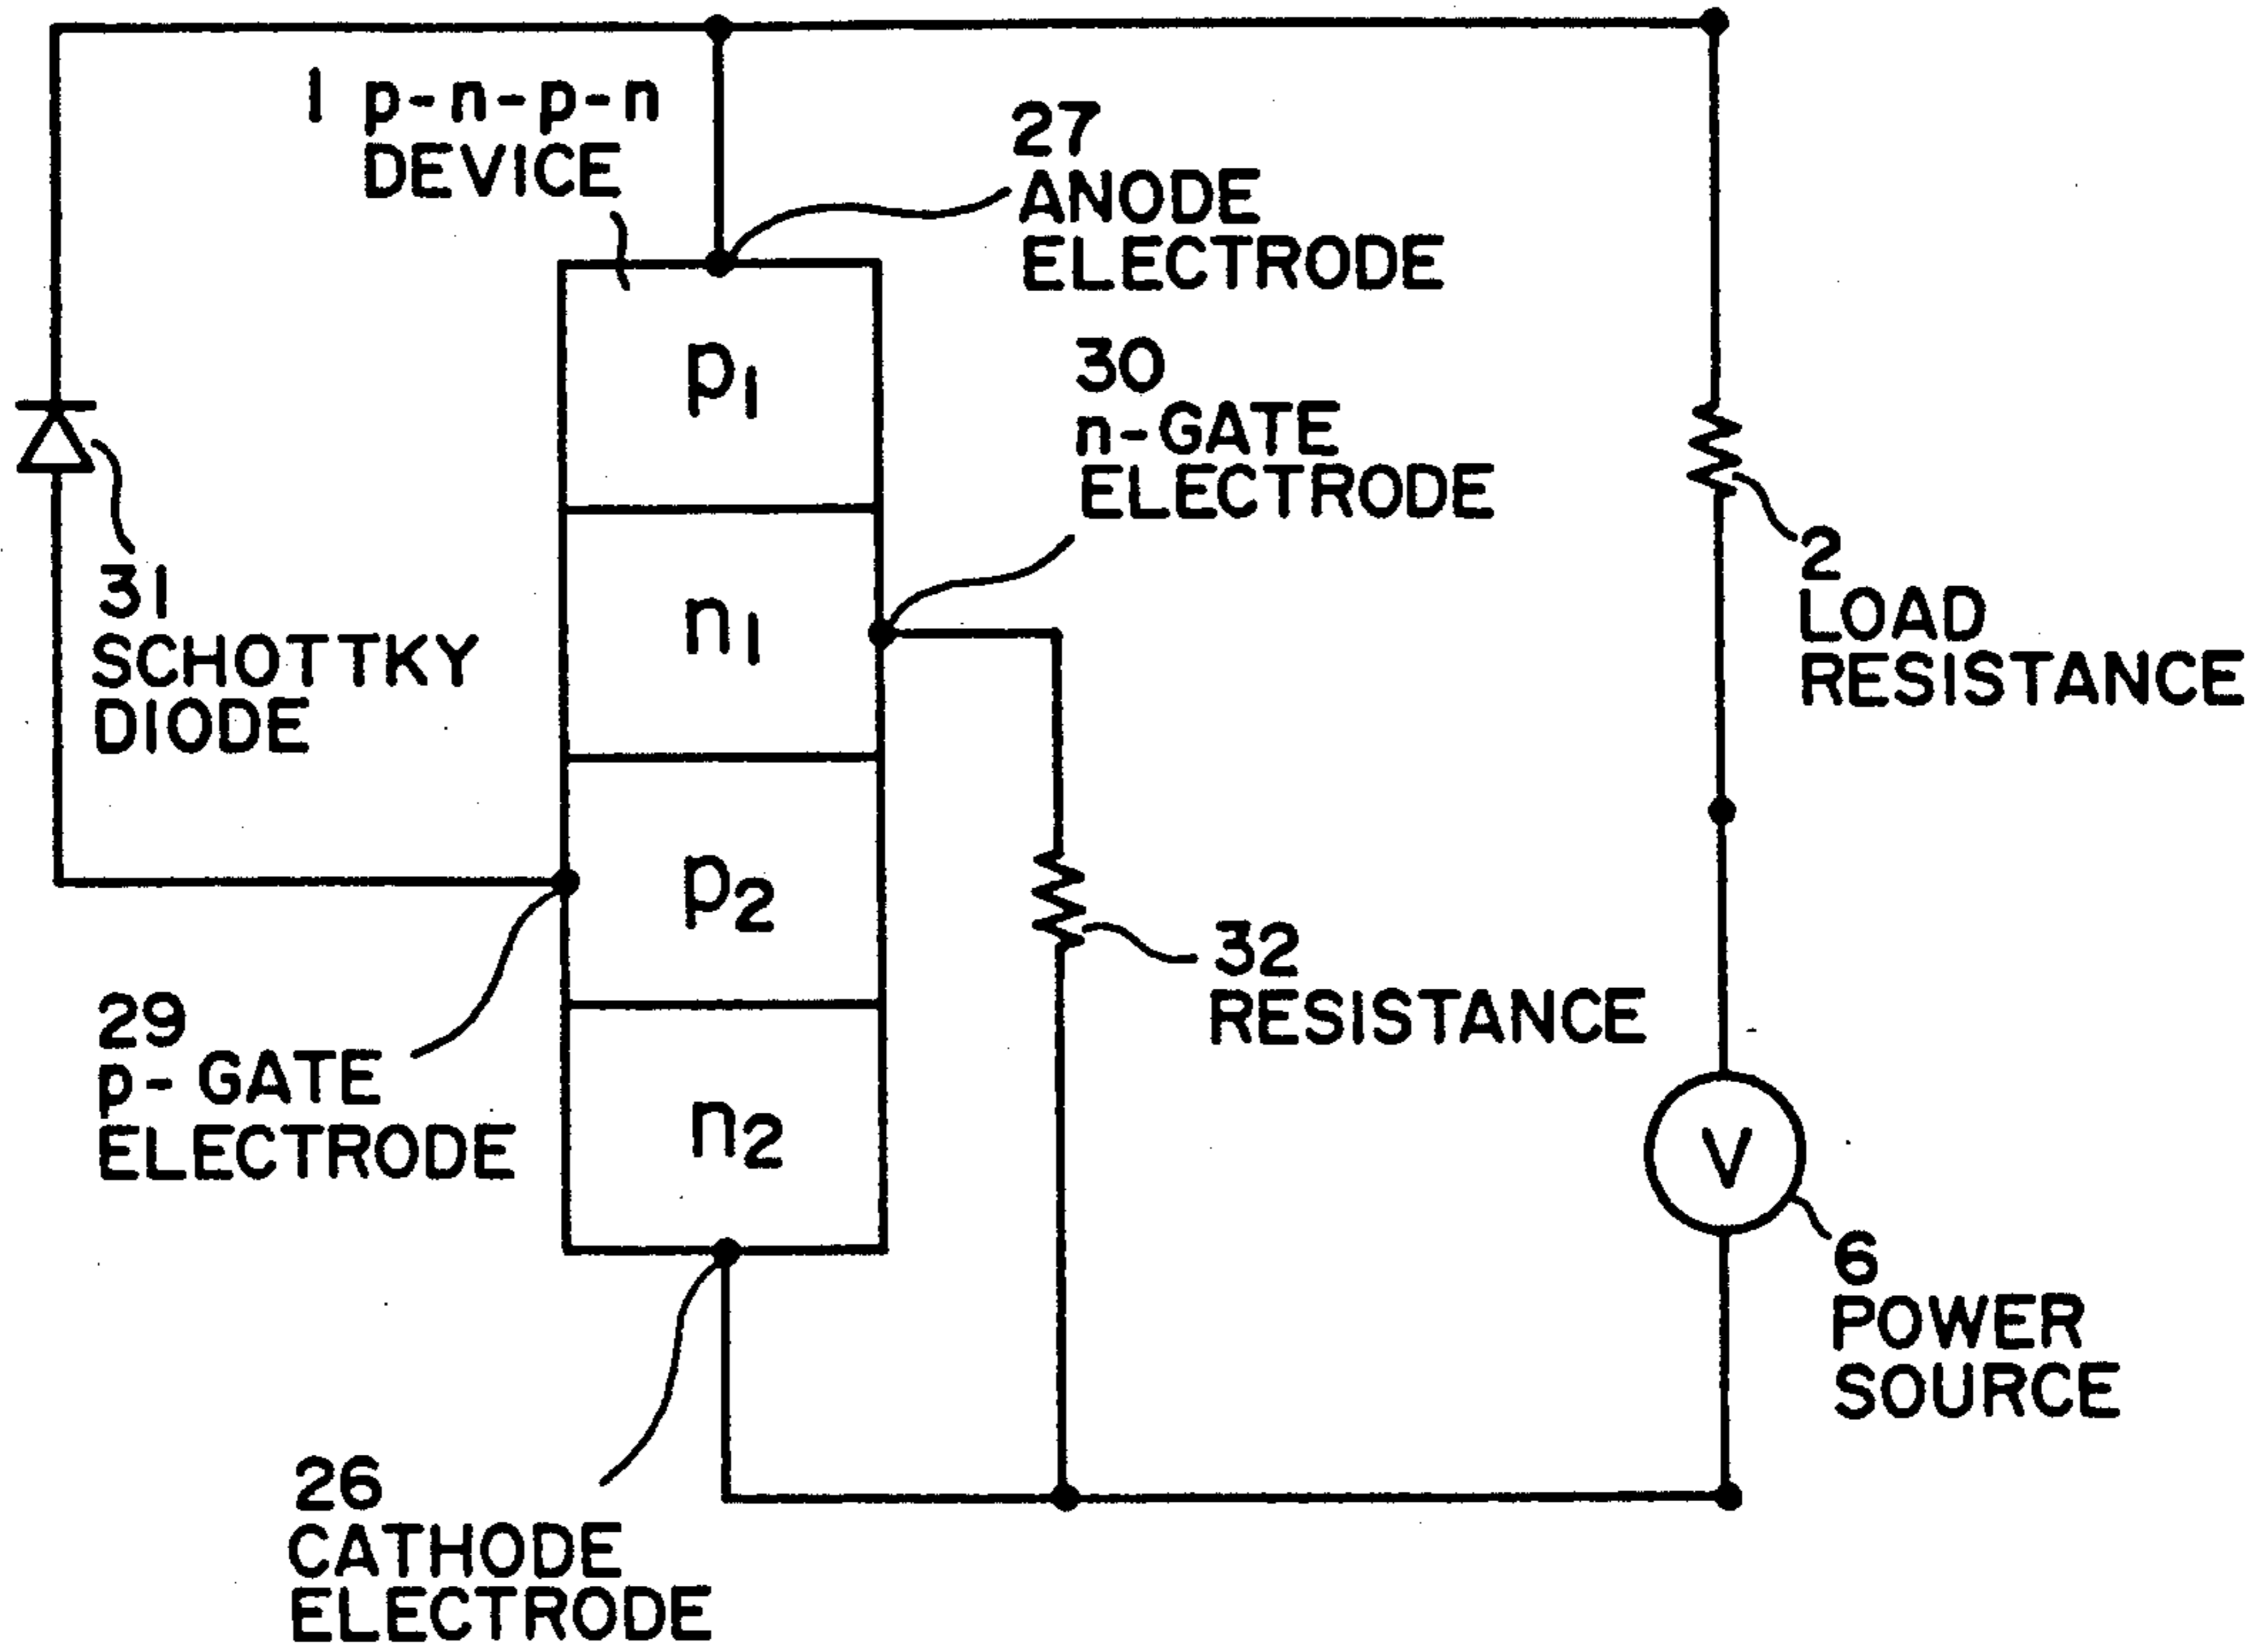 1 p-n-p-n
DEVICE
27
ANODE
ELECTRODE
p1
30
n-GATE
ELECTRODE
n1
31
SCHOTTKY
DIODE
2
LOAD
RESISTANCE
p2
32
RESISTANCE
29
p-GATE
ELECTRODE
n2
V
6
POWER
SOURCE
26
CATHODE
ELECTRODE